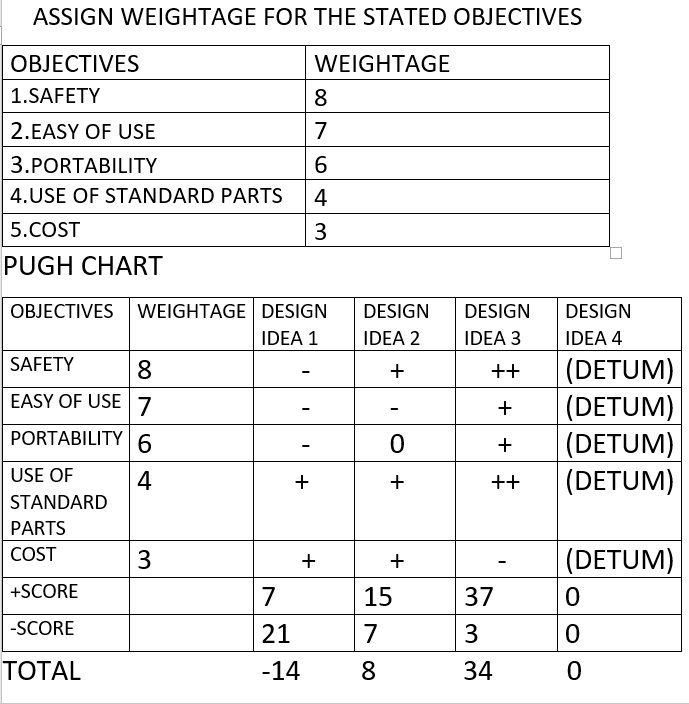 ASSIGN WEIGHTAGE FOR THE STATED OBJECTIVES
OBJECTIVES WEIGHTAGE
1.SAFETY 8
2.EASY OF USE 7
3.PORTABILITY 6
4.USE OF STANDARD PARTS 4
5.COST 3
PUGH CHART
OBJECTIVES WEIGHTAGE DESIGN IDEA 1 DESIGN IDEA 2 DESIGN IDEA 3 DESIGN IDEA 4
SAFETY 8 - + ++ (DETUM)
EASY OF USE 7 - - + (DETUM)
PORTABILITY 6 - 0 + (DETUM)
USE OF STANDARD PARTS 4 + + ++ (DETUM)
COST 3 + + - (DETUM)
+SCORE 7 15 37 0
-SCORE 21 7 3 0
TOTAL -14 8 34 0